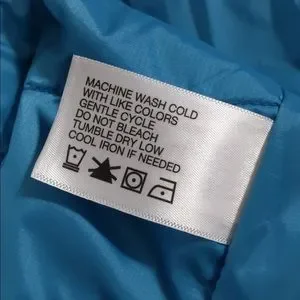 MACHINE WASH COLD
WITH LIKE COLORS
GENTLE CYCLE
DO NOT BLEACH
TUMBLE DRY LOW
COOL IRON IF NEEDED